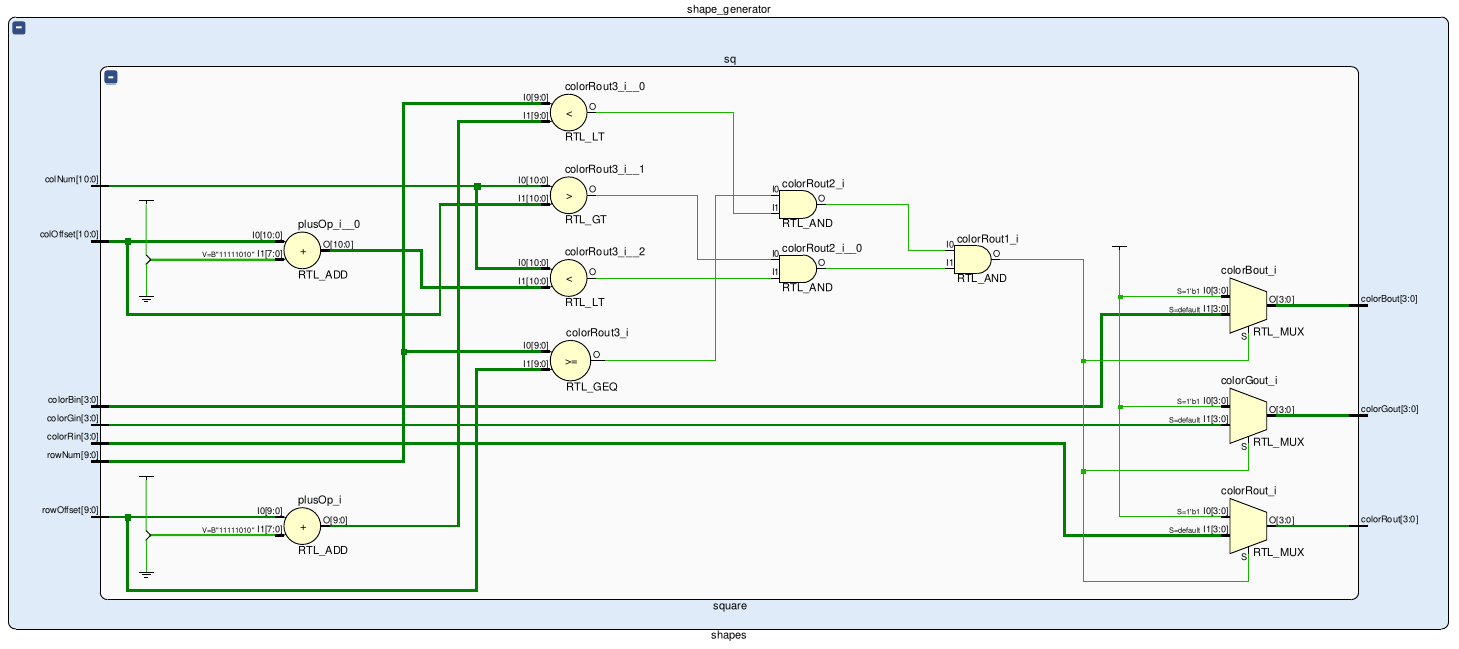 shape_generator
sq
colorRout3_i__0
I0[9:0]
O
<
I1[9:0]
RTL_LT
colorRout3_i__1
colNum[10:0]
I0[10:0]
O
>
I1[10:0]
RTL_GT
colorRout2_i
I0
O
I1
RTL_AND
plusOp_i__0
colOffset[10:0]
I0[10:0]
+
O[10:0]
V=B"11111010" I1[7:0]
RTL_ADD
colorRout3_i__2
I0[10:0]
O
<
I1[10:0]
RTL_LT
colorRout2_i__0
I0
O
I1
RTL_AND
colorRout1_i
I0
O
I1
RTL_AND
colorBout_i
S=1'b1 I0[3:0]
O[3:0]
colorBout[3:0]
S=default I1[3:0]
S
RTL_MUX
colorRout3_i
I0[9:0]
O
>=
I1[9:0]
RTL_GEQ
colorBin[3:0]
colorGin[3:0]
colorRin[3:0]
rowNum[9:0]
colorGout_i
S=1'b1 I0[3:0]
O[3:0]
colorGout[3:0]
S=default I1[3:0]
S
RTL_MUX
plusOp_i
rowOffset[9:0]
I0[9:0]
+
O[9:0]
V=B"11111010" I1[7:0]
RTL_ADD
colorRout_i
S=1'b1 I0[3:0]
O[3:0]
colorRout[3:0]
S=default I1[3:0]
S
RTL_MUX
square
shapes